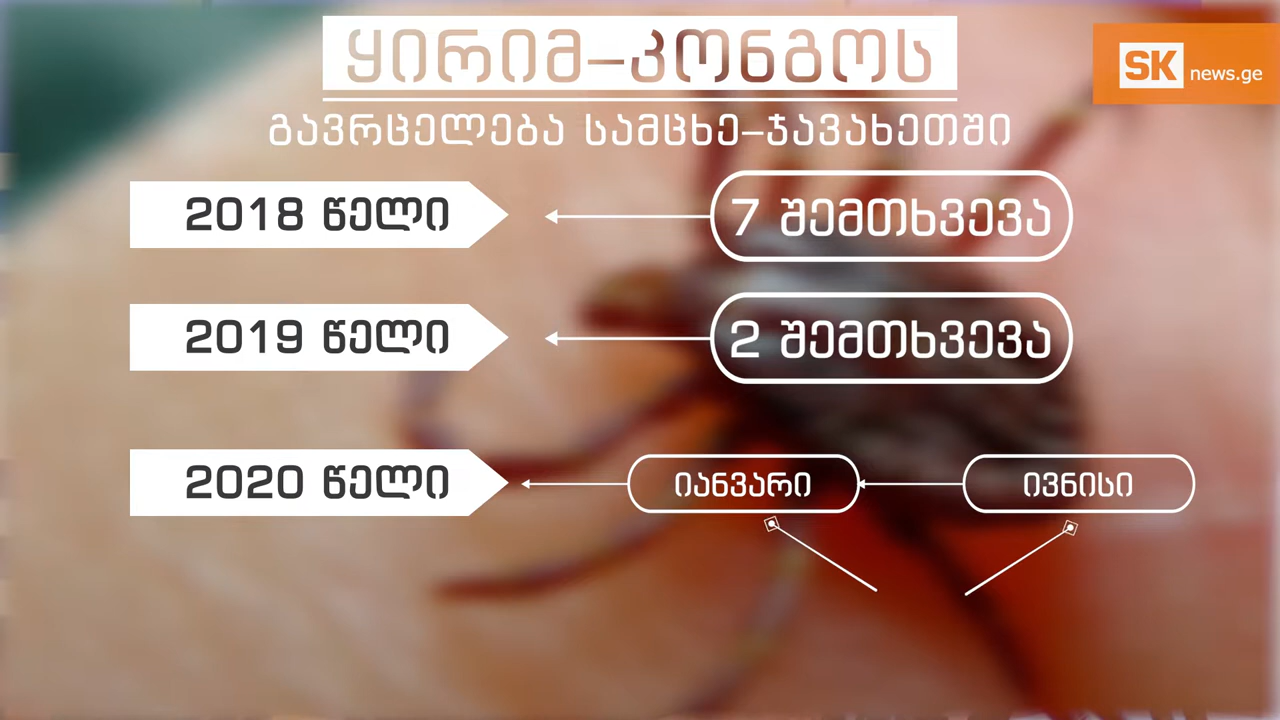 ყირიმ–კონგოს
SK news.ge
გავრცელება სამცხე–ჯავახეთში
2018 წელი
7 შემთხვევა
2019 წელი
2 შემთხვევა
2020 წელი
იანვარი
ივნისი